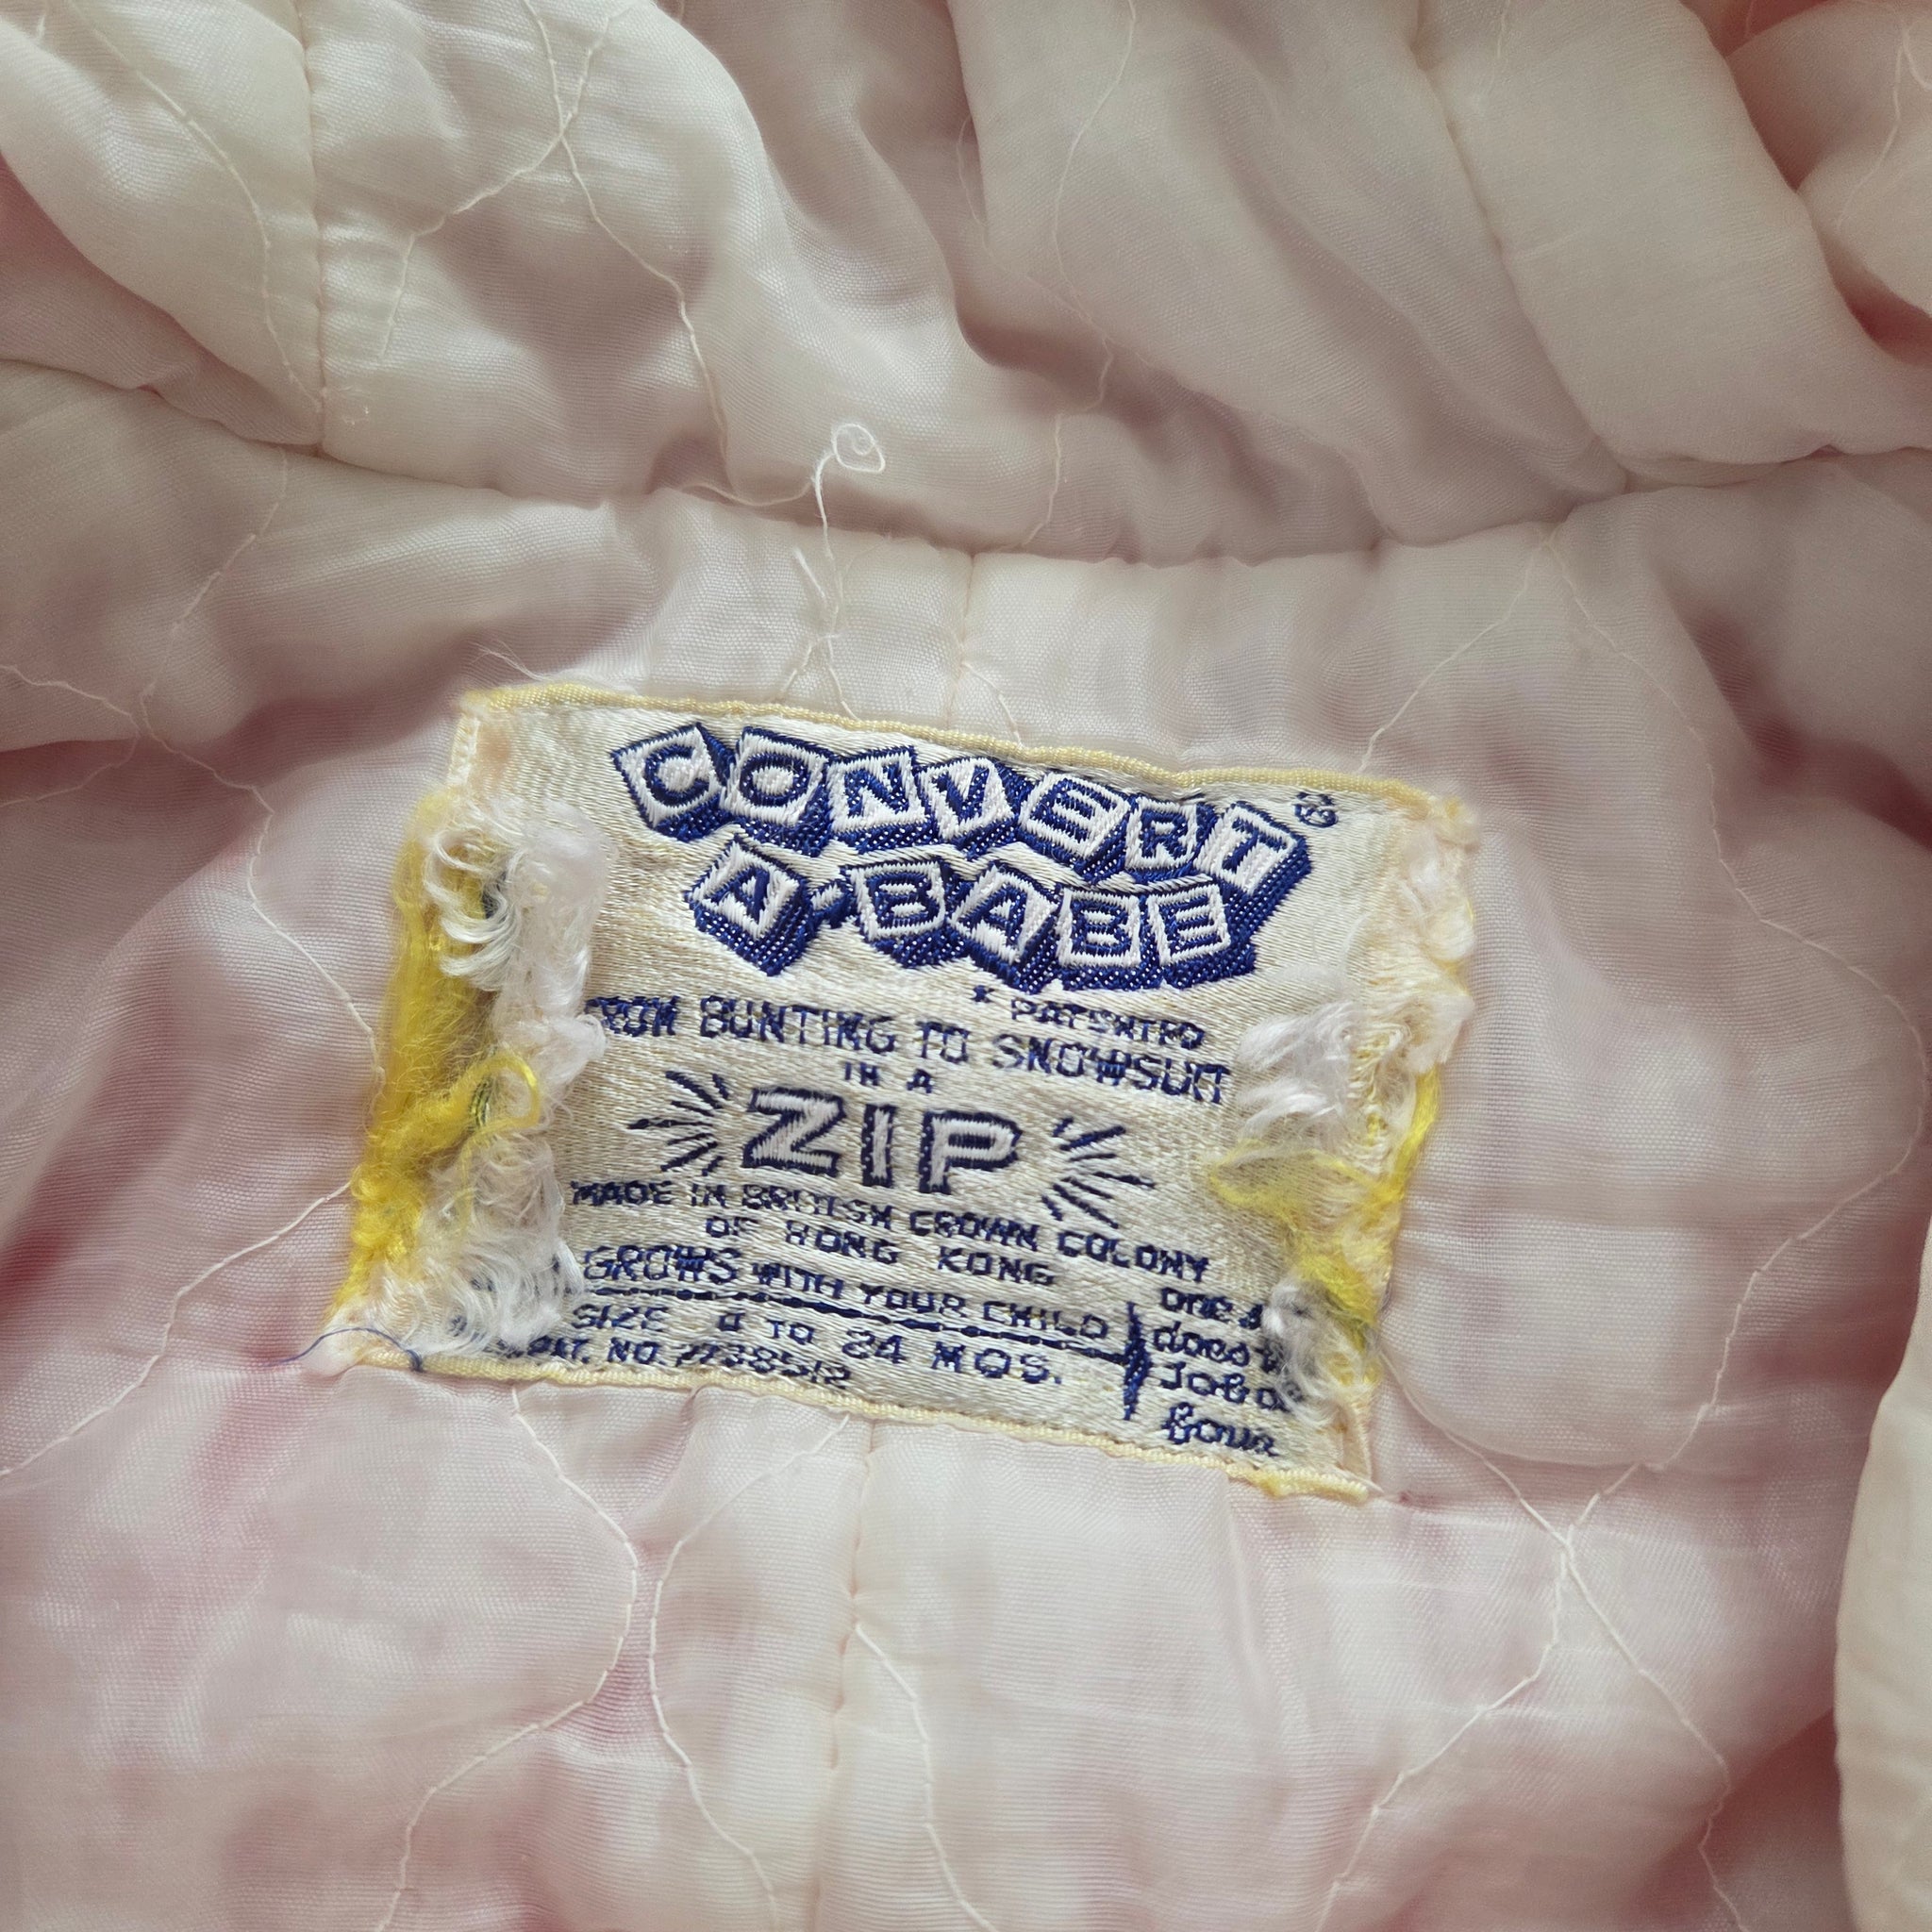 CONVERT ®
A-BABE
* PATENTED
FROM BUNTING TO SNOWSUIT
IN A
ZIP
MADE IN BRITISH CROWN COLONY
OF HONG KONG
GROWS WITH YOUR CHILD
SIZE 0 TO 24 MOS.
PAT. NO.
one
does
Job
four